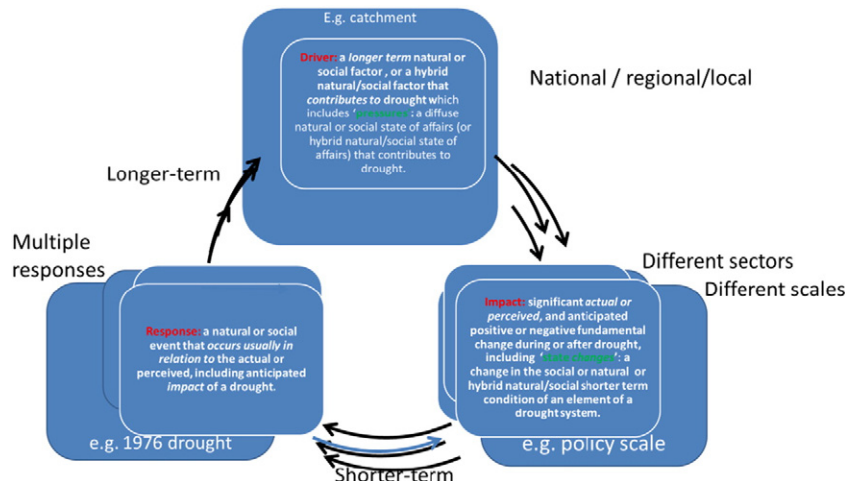 E.g. catchment
Driver: a longer term natural or
social factor , or a hybrid
natural/social factor that
contributes to drought which
includes 'pressures': a diffuse
natural or social state of affairs (or
hybrid natural/social state of
affairs) that contributes to
drought.
National / regional/local
Longer-term
Multiple
responses
Different sectors
Different scales
Response: a natural or social
event that occurs usually in
relation to the actual or
perceived, including anticipated
impact of a drought.
e.g. 1976 drought
Impact: significant actual or
perceived, and anticipated
positive or negative fundamental
change during or after drought,
including 'state changes': a
change in the social or natural or
hybrid natural/social shorter term
condition of an element of a
drought system.
e.g. policy scale
Shorter-term